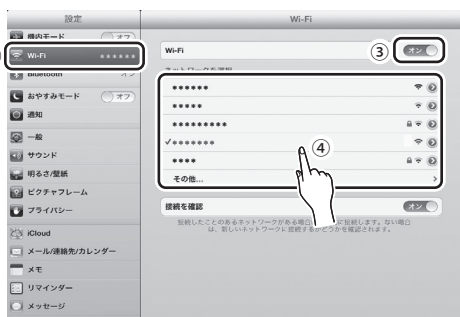 設定
Wi-Fi
機内モード
オフ
Wi-Fi
******
Bluetooth
オン
おやすみモード
オフ
通知
一般
サウンド
明るさ/壁紙
ピクチャフレーム
プライバシー
iCloud
メール/連絡先/カレンダー
メモ
リマインダー
メッセージ
Wi-Fi
③
オン
ネットワークを選択
******
*****
*********
✓*******
④
****
その他...
接続を確認
オン
接続したことのあるネットワークがある場合、
に接続します。ない場合
は、新しいネットワークに接続するかどうかを確認されます。